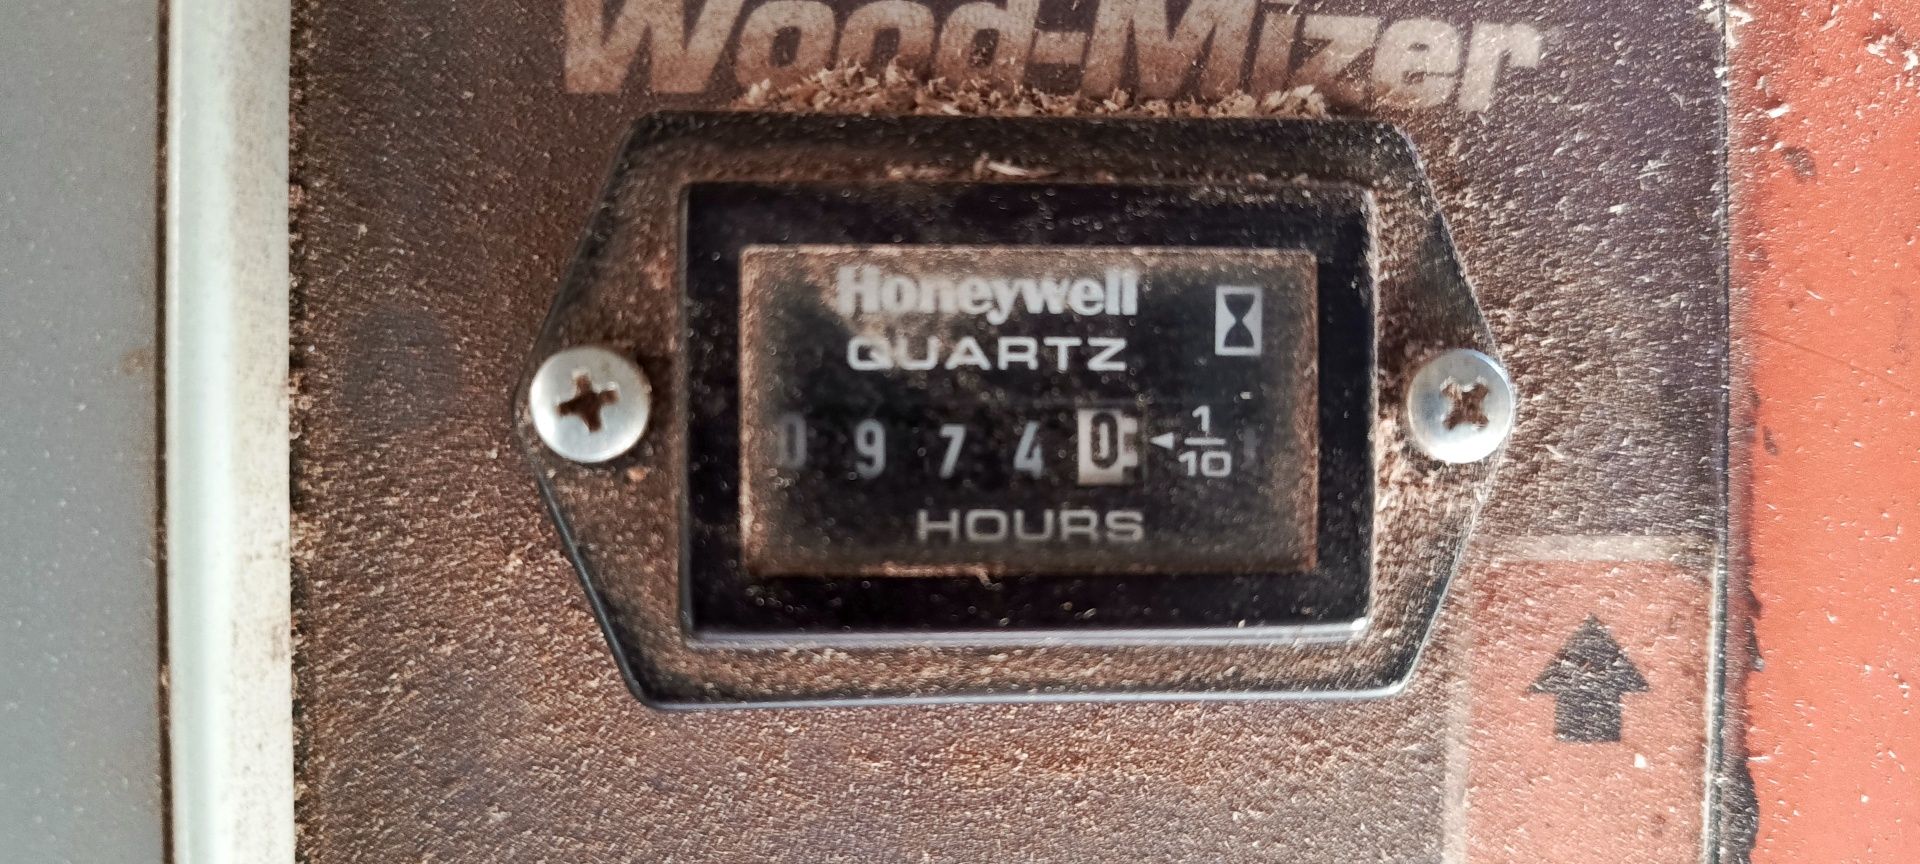 Wood-Mizer
Honeywell
QUARTZ
0 9 7 4 0 1/10
HOURS